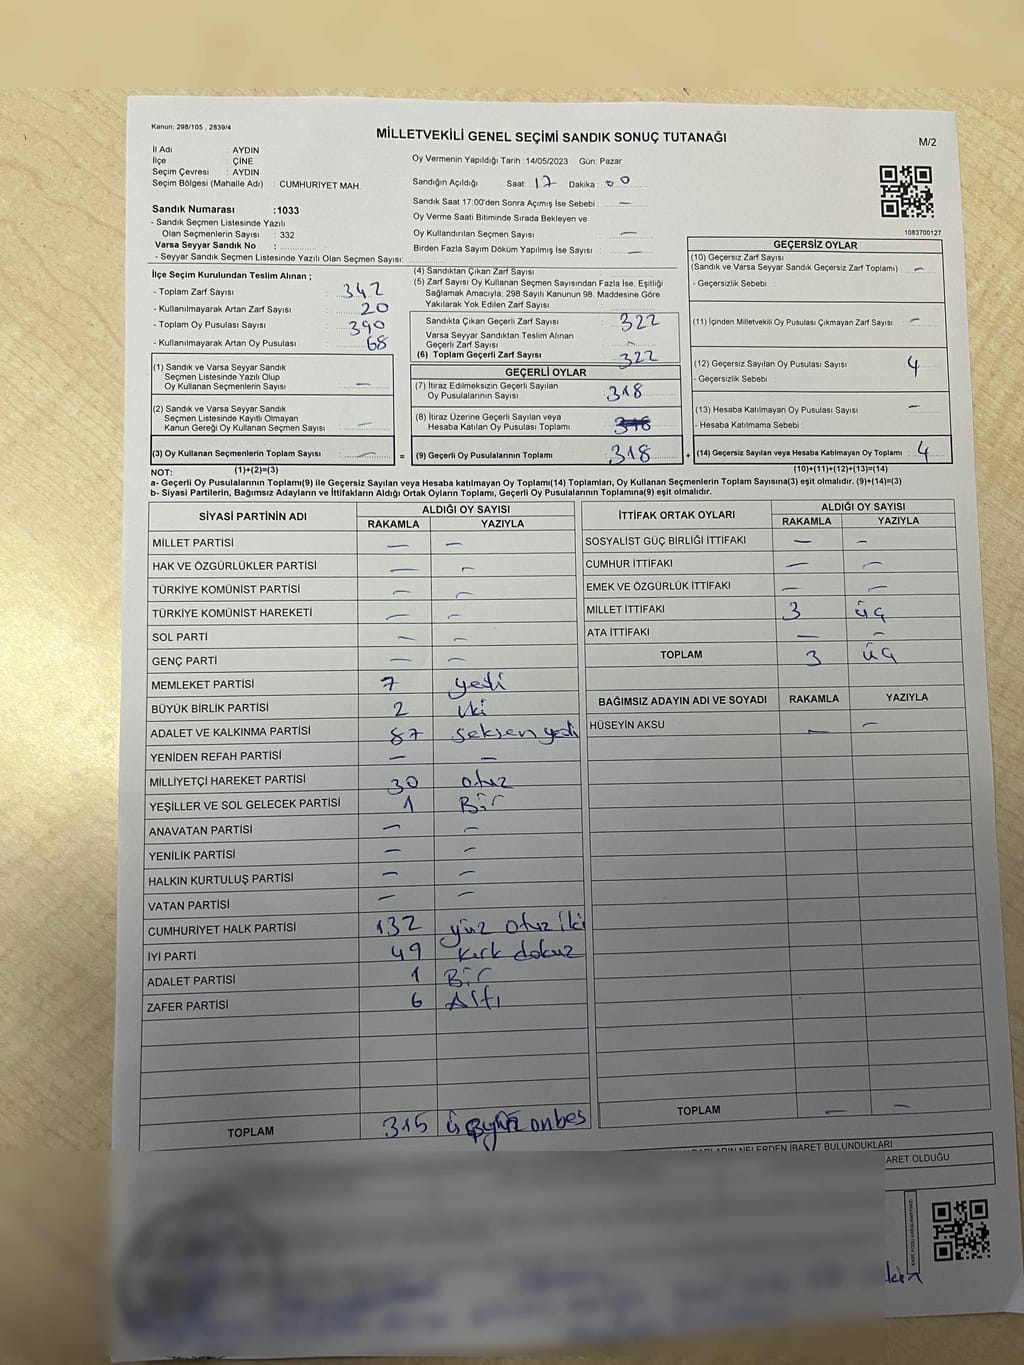 Kanun: 298/105 , 2839/4
MİLLETVEKİLİ GENEL SEÇİMİ SANDIK SONUÇ TUTANAĞI
M/2
İl Adı : AYDIN
İlçe : ÇİNE
Seçim Çevresi : AYDIN
Seçim Bölgesi (Mahalle Adı) : CUMHURİYET MAH.
Sandık Numarası :1033
- Sandık Seçmen Listesinde Yazılı
Olan Seçmenlerin Sayısı : 332
Varsa Seyyar Sandık No :
- Seyyar Sandık Seçmen Listesinde Yazılı Olan Seçmen Sayısı:
Oy Vermenin Yapıldığı Tarih :14/05/2023 Gün: Pazar
Sandığın Açıldığı Saat: 17 Dakika : 00
Sandık Saat 17:00'den Sonra Açımış İse Sebebi : —
Oy Verme Saati Bitiminde Sırada Bekleyen ve
Oy Kullandırılan Seçmen Sayısı : —
Birden Fazla Sayım Döküm Yapılmış İse Sayısı : —
1083700127
İlçe Seçim Kurulundan Teslim Alınan ;
- Toplam Zarf Sayısı : 342
- Kullanılmayarak Artan Zarf Sayısı : 20
- Toplam Oy Pusulası Sayısı : 390
- Kullanılmayarak Artan Oy Pusulası : 68
(1) Sandık ve Varsa Seyyar Sandık
Seçmen Listesinde Yazılı Olup
Oy Kullanan Seçmenlerin Sayısı : —
(2) Sandık ve Varsa Seyyar Sandık
Seçmen Listesinde Kayıtlı Olmayan
Kanun Gereği Oy Kullanan Seçmen Sayısı : —
(3) Oy Kullanan Seçmenlerin Toplam Sayısı : — =
(4) Sandıktan Çıkan Zarf Sayısı :
(5) Zarf Sayısı Oy Kullanan Seçmen Sayısından Fazla İse, Eşitliği
Sağlamak Amacıyla; 298 Sayılı Kanunun 98. Maddesine Göre
Yakılarak Yok Edilen Zarf Sayısı :
Sandıkta Çıkan Geçerli Zarf Sayısı : 322
Varsa Seyyar Sandıktan Teslim Alınan
Geçerli Zarf Sayısı : —
(6) Toplam Geçerli Zarf Sayısı : 322
GEÇERLİ OYLAR
(7) İtiraz Edilmeksizin Geçerli Sayılan
Oy Pusulalarının Sayısı : 318
(8) İtiraz Üzerine Geçerli Sayılan veya
Hesaba Katılan Oy Pusulası Toplamı :
(9) Geçerli Oy Pusulalarının Toplamı : 318 +
GEÇERSİZ OYLAR
(10) Geçersiz Zarf Sayısı
(Sandık ve Varsa Seyyar Sandık Geçersiz Zarf Toplamı) : —
- Geçersizlik Sebebi :
(11) İçinden Milletvekili Oy Pusulası Çıkmayan Zarf Sayısı : —
(12) Geçersiz Sayılan Oy Pusulası Sayısı : 4
- Geçersizlik Sebebi :
(13) Hesaba Katılmayan Oy Pusulası Sayısı : —
- Hesaba Katılmama Sebebi :
(14) Geçersiz Sayılan veya Hesaba Katılmayan Oy Toplamı : 4
NOT: (1)+(2)=(3) (10)+(11)+(12)+(13)=(14)
a- Geçerli Oy Pusulalarının Toplamı(9) ile Geçersiz Sayılan veya Hesaba katılmayan Oy Toplamı(14) Toplamları, Oy Kullanan Seçmenlerin Toplam Sayısına(3) eşit olmalıdır. (9)+(14)=(3)
b- Siyasi Partilerin, Bağımsız Adayların ve İttifakların Aldığı Ortak Oyların Toplamı, Geçerli Oy Pusulalarının Toplamına(9) eşit olmalıdır.
SİYASİ PARTİNİN ADI ALDIĞI OY SAYISI
RAKAMLA YAZIYLA
MİLLET PARTİSİ — —
HAK VE ÖZGÜRLÜKLER PARTİSİ — —
TÜRKİYE KOMÜNİST PARTİSİ — —
TÜRKİYE KOMÜNİST HAREKETİ — —
SOL PARTİ — —
GENÇ PARTİ — —
MEMLEKET PARTİSİ 7 yedi
BÜYÜK BİRLİK PARTİSİ 2 iki
ADALET VE KALKINMA PARTİSİ 87 seksen yedi
YENİDEN REFAH PARTİSİ — —
MİLLİYETÇİ HAREKET PARTİSİ 30 otuz
YEŞİLLER VE SOL GELECEK PARTİSİ 1 Bir
ANAVATAN PARTİSİ — —
YENİLİK PARTİSİ — —
HALKIN KURTULUŞ PARTİSİ — —
VATAN PARTİSİ — —
CUMHURİYET HALK PARTİSİ 132 yüz otuz iki
İYİ PARTİ 49 kırk dokuz
ADALET PARTİSİ 1 Bir
ZAFER PARTİSİ 6 Altı
TOPLAM 315 üçyüz onbeş
İTTİFAK ORTAK OYLARI ALDIĞI OY SAYISI
RAKAMLA YAZIYLA
SOSYALİST GÜÇ BİRLİĞİ İTTİFAKI — —
CUMHUR İTTİFAKI — —
EMEK VE ÖZGÜRLÜK İTTİFAKI — —
MİLLET İTTİFAKI 3 üç
ATA İTTİFAKI — —
TOPLAM 3 üç
BAĞIMSIZ ADAYIN ADI VE SOYADI RAKAMLA YAZIYLA
HÜSEYİN AKSU — —
TOPLAM — —
NELERDEN İBARET BULUNDUKLARI
ARET OLDUĞU